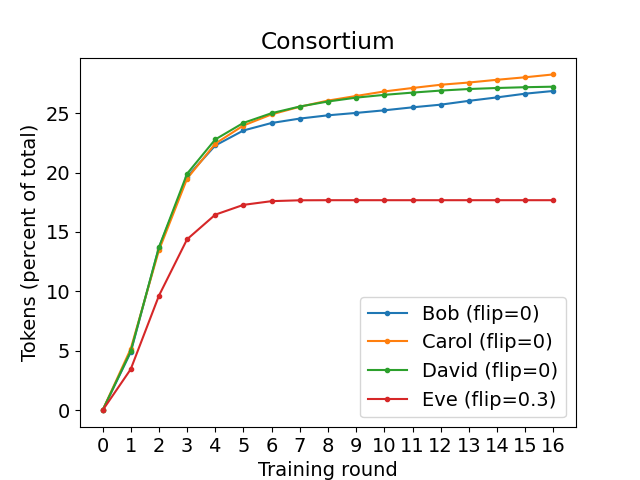 Consortium
Tokens (percent of total)
25
20
15
10
5
0
Bob (flip=0)
Carol (flip=0)
David (flip=0)
Eve (flip=0.3)
0 1 2 3 4 5 6 7 8 9 10 11 12 13 14 15 16
Training round